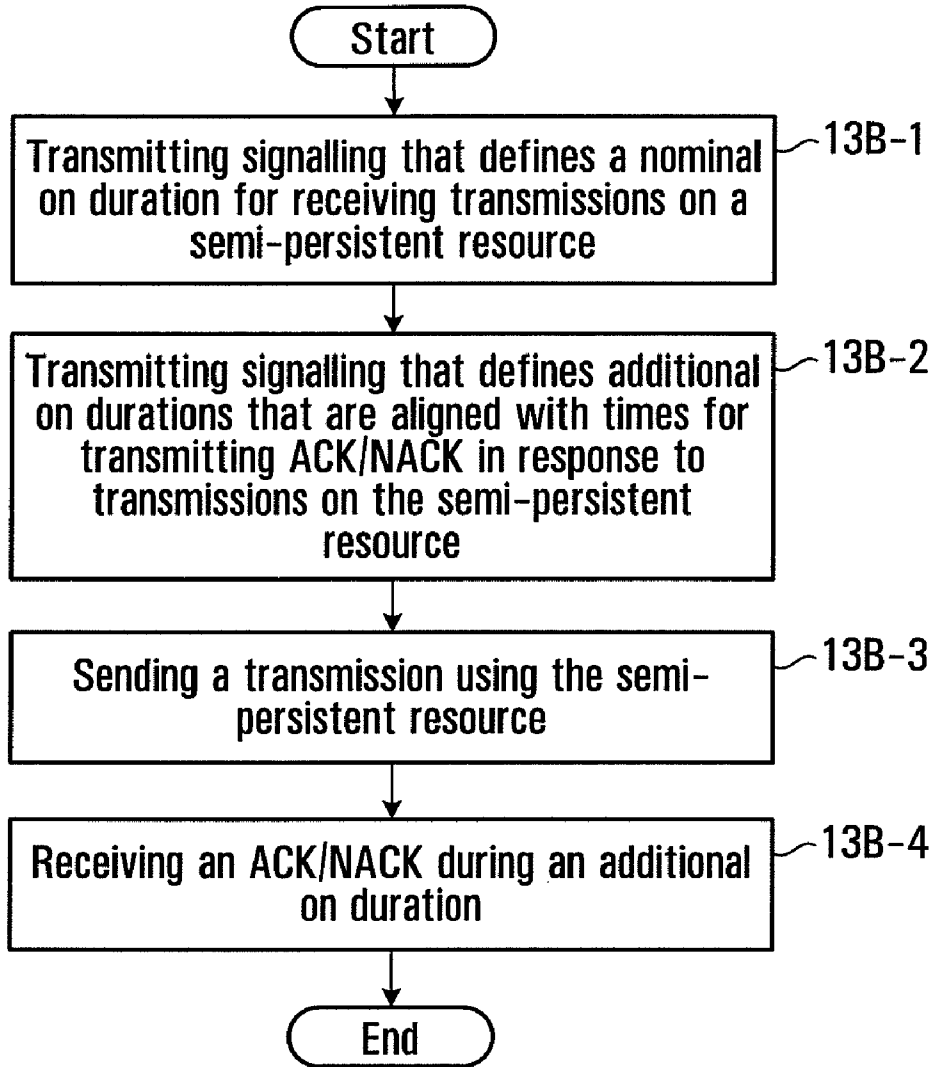 Start
Transmitting signalling that defines a nominal
on duration for receiving transmissions on a
semi-persistent resource
13B-1
Transmitting signalling that defines additional
on durations that are aligned with times for
transmitting ACK/NACK in response to
transmissions on the semi-persistent
resource
13B-2
Sending a transmission using the semi-
persistent resource
13B-3
Receiving an ACK/NACK during an additional
on duration
13B-4
End